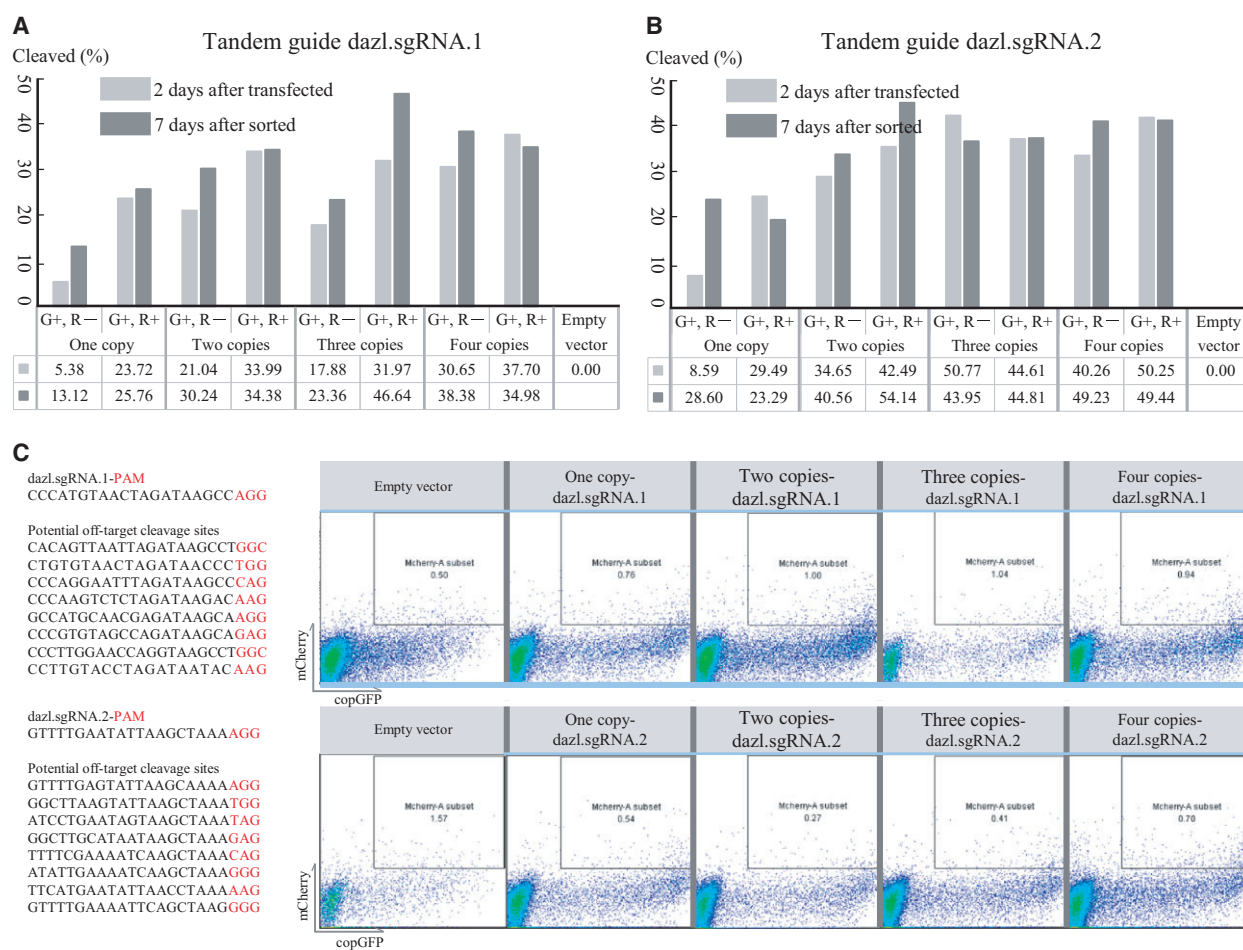 A
Tandem guide dazl.sgRNA.1
Cleaved (%)
50
40
30
20
10
0
2 days after transfected
7 days after sorted
G+, R— G+, R+ G+, R— G+, R+ G+, R— G+, R+ G+, R— G+, R+ Empty
One copy Two copies Three copies Four copies vector
5.38 23.72 21.04 33.99 17.88 31.97 30.65 37.70 0.00
13.12 25.76 30.24 34.38 23.36 46.64 38.38 34.98
B
Tandem guide dazl.sgRNA.2
Cleaved (%)
50
40
30
20
10
0
2 days after transfected
7 days after sorted
G+, R— G+, R+ G+, R— G+, R+ G+, R— G+, R+ G+, R— G+, R+ Empty
One copy Two copies Three copies Four copies vector
8.59 29.49 34.65 42.49 50.77 44.61 40.26 50.25 0.00
28.60 23.29 40.56 54.14 43.95 44.81 49.23 49.44
C
dazl.sgRNA.1-PAM
CCCATGTAACTAGATAAGCCAGG
Potential off-target cleavage sites
CACAGTTAATTAGATAAGCCTGGC
CTGTGTAACTAGATAACCCTGG
CCCAGGAATTTAGATAAGCCCAG
CCCAAGTCTCTAGATAAGACAAG
GCCATGCAACGAGATAAGCAAGG
CCCGTGTAGCCAGATAAGCAGAG
CCCTTGGAACCAGGTAAGCCTGGC
CCTTGTACCTAGATAATACAAG
Empty vector
One copy-
dazl.sgRNA.1
Two copies-
dazl.sgRNA.1
Three copies-
dazl.sgRNA.1
Four copies-
dazl.sgRNA.1
Mcherry-A subset
0.50
Mcherry-A subset
0.76
Mcherry-A subset
1.00
Mcherry-A subset
1.04
Mcherry-A subset
0.94
mCherry
copGFP
dazl.sgRNA.2-PAM
GTTTTGAATATTAAGCTAAAAGG
Potential off-target cleavage sites
GTTTTGAGTATTAAGCAAAAAGG
GGCTTAAGTATTAAGCTAAATGG
ATCCTGAATAGTAAGCTAAATAG
GGCTTGCATAATAAGCTAAAGAG
TTTTCGAAAATCAAGCTAAACAG
ATATTGAAAATCAAGCTAAAGGG
TTCATGAATATTAACCTAAAAAG
GTTTTGAAAATTCAGCTAAGGGG
Empty vector
One copy-
dazl.sgRNA.2
Two copies-
dazl.sgRNA.2
Three copies-
dazl.sgRNA.2
Four copies-
dazl.sgRNA.2
Mcherry-A subset
1.57
Mcherry-A subset
0.54
Mcherry-A subset
0.27
Mcherry-A subset
0.41
Mcherry-A subset
0.70
mCherry
copGFP